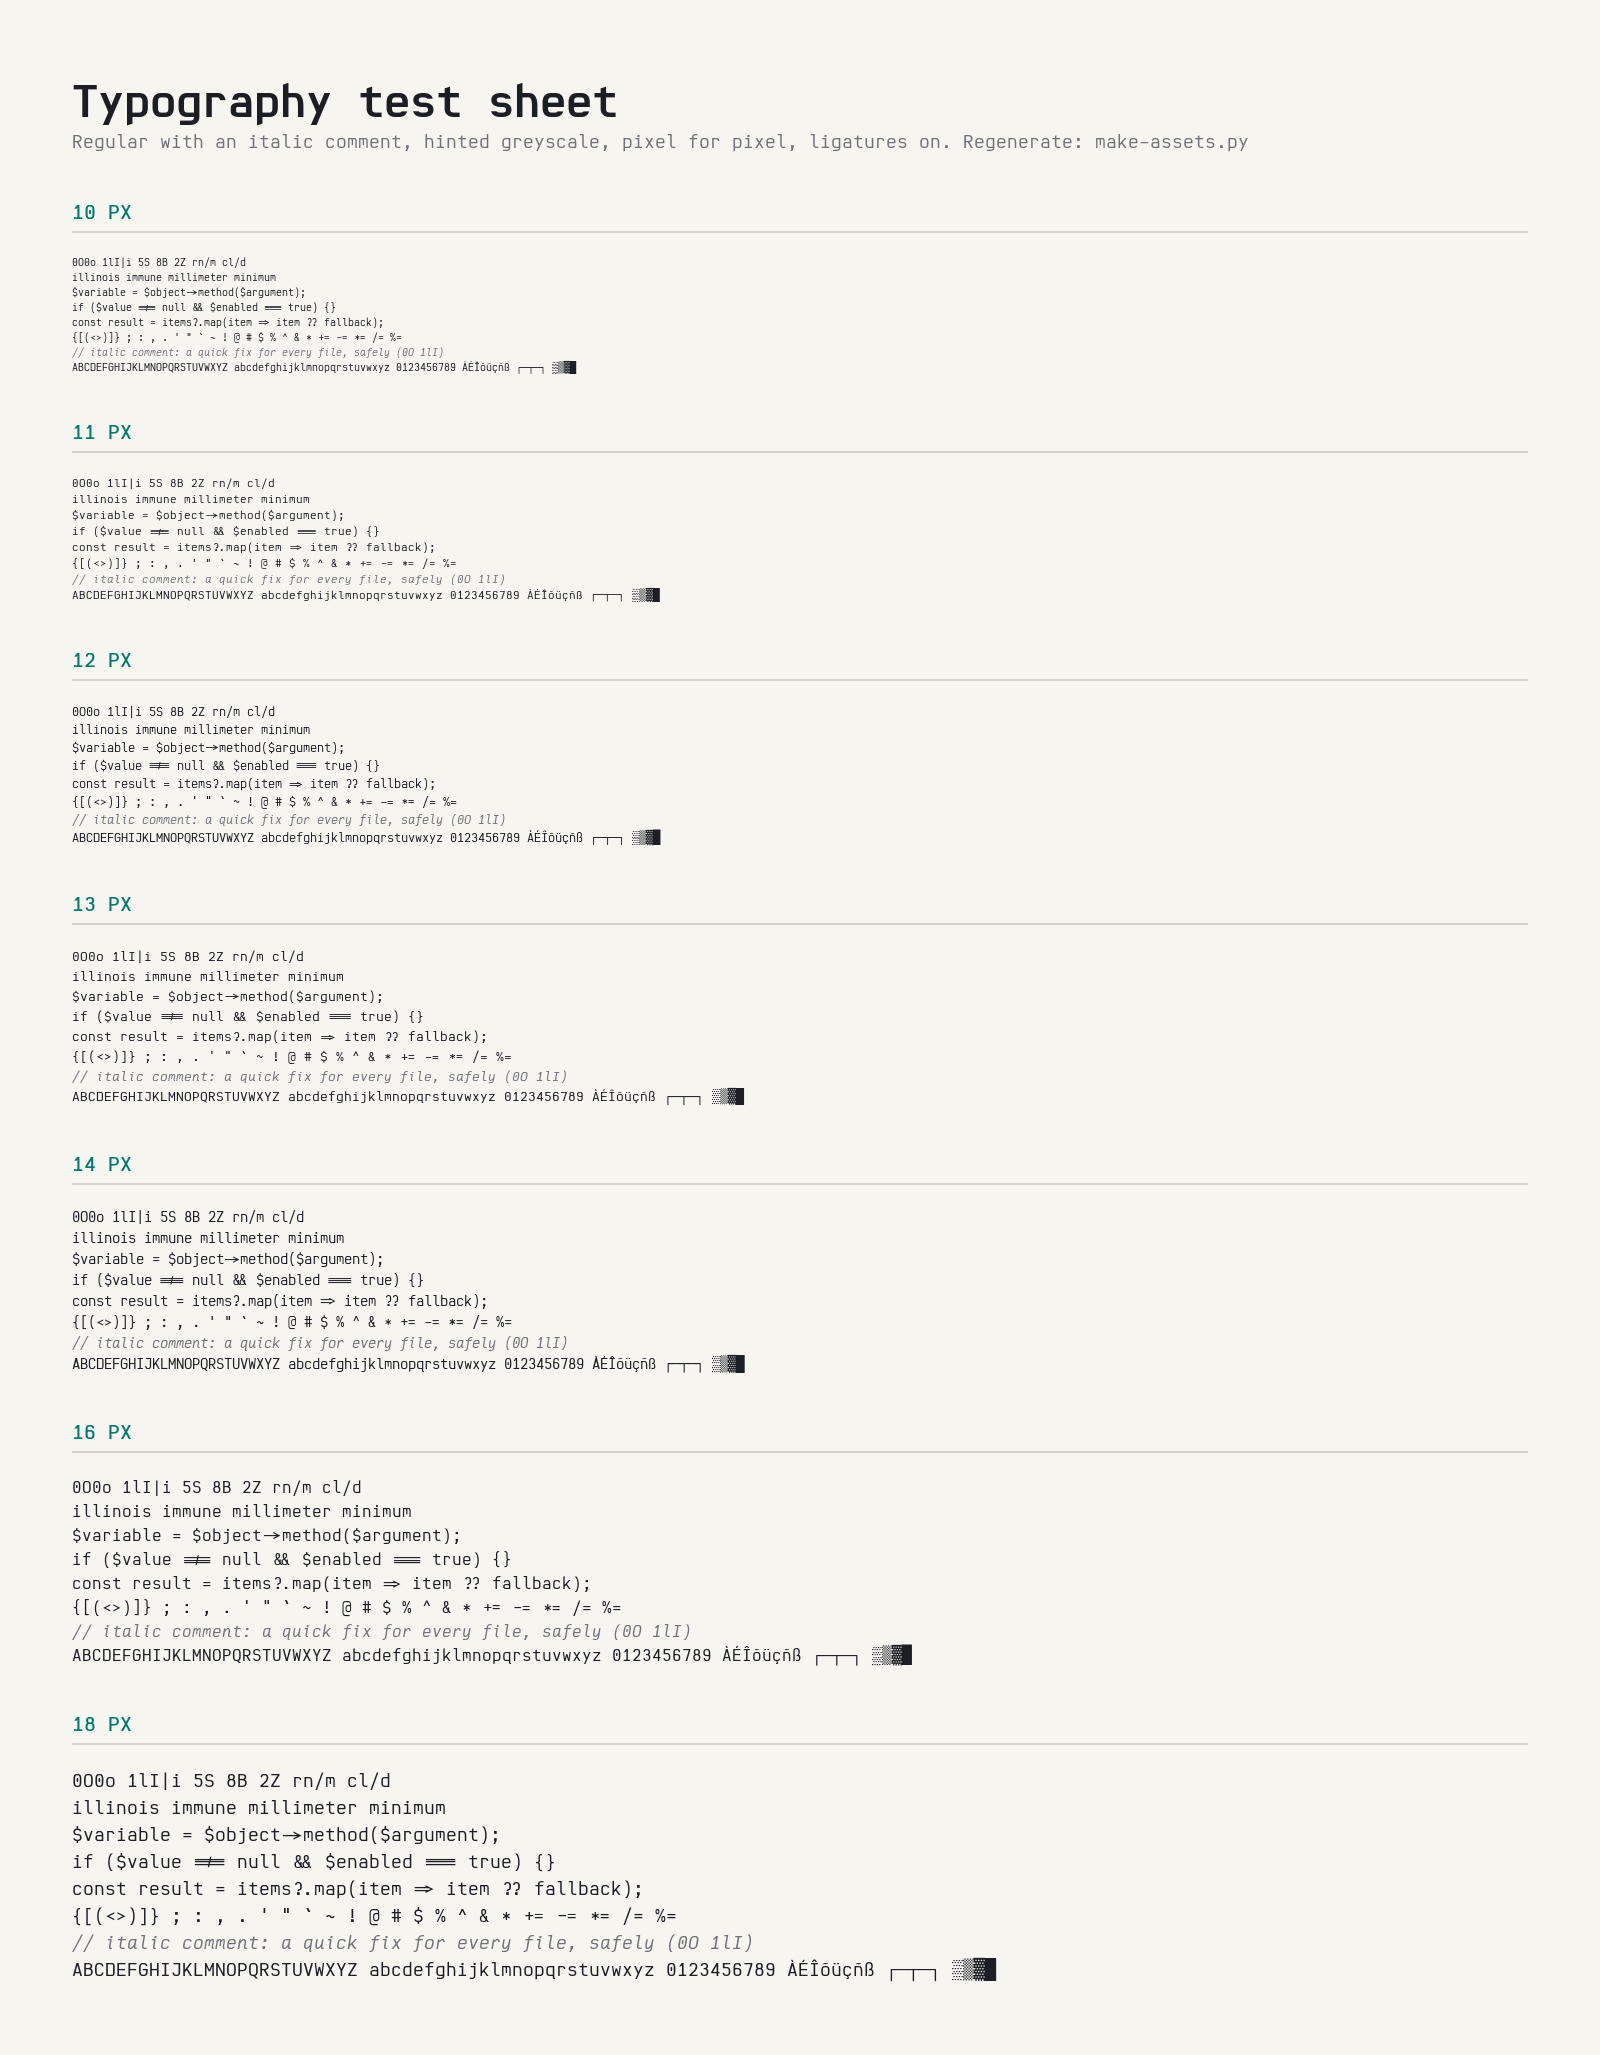 Typography test sheet
Regular with an italic comment, hinted greyscale, pixel for pixel, ligatures on. Regenerate: make-assets.py
10 PX
0O0o 1lI|i 5S 8B 2Z rn/m cl/d
illinois immune millimeter minimum
$variable = $object->method($argument);
if ($value !== null && $enabled === true) {}
const result = items?.map(item => item ?? fallback);
{[(<>)]} ; : , . ' " ` ~ ! @ # $ % ^ & * += -= *= /= %=
// italic comment: a quick fix for every file, safely (0O 1lI)
ABCDEFGHIJKLMNOPQRSTUVWXYZ abcdefghijklmnopqrstuvwxyz 0123456789 ÀÉÎõüçñß ┌─┬─┐ ░▒▓█
11 PX
0O0o 1lI|i 5S 8B 2Z rn/m cl/d
illinois immune millimeter minimum
$variable = $object->method($argument);
if ($value !== null && $enabled === true) {}
const result = items?.map(item => item ?? fallback);
{[(<>)]} ; : , . ' " ` ~ ! @ # $ % ^ & * += -= *= /= %=
// italic comment: a quick fix for every file, safely (0O 1lI)
ABCDEFGHIJKLMNOPQRSTUVWXYZ abcdefghijklmnopqrstuvwxyz 0123456789 ÀÉÎõüçñß ┌─┬─┐ ░▒▓█
12 PX
0O0o 1lI|i 5S 8B 2Z rn/m cl/d
illinois immune millimeter minimum
$variable = $object->method($argument);
if ($value !== null && $enabled === true) {}
const result = items?.map(item => item ?? fallback);
{[(<>)]} ; : , . ' " ` ~ ! @ # $ % ^ & * += -= *= /= %=
// italic comment: a quick fix for every file, safely (0O 1lI)
ABCDEFGHIJKLMNOPQRSTUVWXYZ abcdefghijklmnopqrstuvwxyz 0123456789 ÀÉÎõüçñß ┌─┬─┐ ░▒▓█
13 PX
0O0o 1lI|i 5S 8B 2Z rn/m cl/d
illinois immune millimeter minimum
$variable = $object->method($argument);
if ($value !== null && $enabled === true) {}
const result = items?.map(item => item ?? fallback);
{[(<>)]} ; : , . ' " ` ~ ! @ # $ % ^ & * += -= *= /= %=
// italic comment: a quick fix for every file, safely (0O 1lI)
ABCDEFGHIJKLMNOPQRSTUVWXYZ abcdefghijklmnopqrstuvwxyz 0123456789 ÀÉÎõüçñß ┌─┬─┐ ░▒▓█
14 PX
0O0o 1lI|i 5S 8B 2Z rn/m cl/d
illinois immune millimeter minimum
$variable = $object->method($argument);
if ($value !== null && $enabled === true) {}
const result = items?.map(item => item ?? fallback);
{[(<>)]} ; : , . ' " ` ~ ! @ # $ % ^ & * += -= *= /= %=
// italic comment: a quick fix for every file, safely (0O 1lI)
ABCDEFGHIJKLMNOPQRSTUVWXYZ abcdefghijklmnopqrstuvwxyz 0123456789 ÀÉÎõüçñß ┌─┬─┐ ░▒▓█
16 PX
0O0o 1lI|i 5S 8B 2Z rn/m cl/d
illinois immune millimeter minimum
$variable = $object->method($argument);
if ($value !== null && $enabled === true) {}
const result = items?.map(item => item ?? fallback);
{[(<>)]} ; : , . ' " ` ~ ! @ # $ % ^ & * += -= *= /= %=
// italic comment: a quick fix for every file, safely (0O 1lI)
ABCDEFGHIJKLMNOPQRSTUVWXYZ abcdefghijklmnopqrstuvwxyz 0123456789 ÀÉÎõüçñß ┌─┬─┐ ░▒▓█
18 PX
0O0o 1lI|i 5S 8B 2Z rn/m cl/d
illinois immune millimeter minimum
$variable = $object->method($argument);
if ($value !== null && $enabled === true) {}
const result = items?.map(item => item ?? fallback);
{[(<>)]} ; : , . ' " ` ~ ! @ # $ % ^ & * += -= *= /= %=
// italic comment: a quick fix for every file, safely (0O 1lI)
ABCDEFGHIJKLMNOPQRSTUVWXYZ abcdefghijklmnopqrstuvwxyz 0123456789 ÀÉÎõüçñß ┌─┬─┐ ░▒▓█